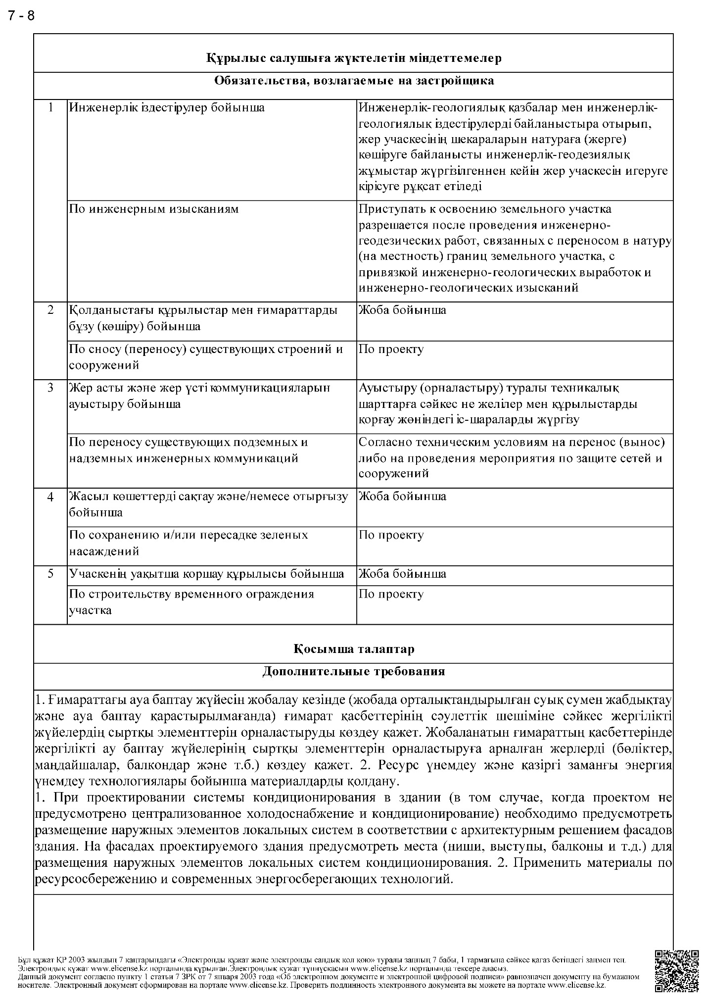 7 - 8
Құрылыс салушыға жүктелетін міндеттемелер
Обязательства, возлагаемые на застройщика
1
Инженерлік іздестірулер бойынша
Инженерлік-геологиялық қазбалар мен инженерлік-
геологиялық іздестірулерді байланыстыра отырып,
жер учаскесінің шекараларын натураға (жерге)
көшіруге байланысты инженерлік-геодезиялық
жұмыстар жүргізілгеннен кейін жер учаскесін игеруге
кірісуге рұқсат етіледі
По инженерным изысканиям
Приступать к освоению земельного участка
разрешается после проведения инженерно-
геодезических работ, связанных с переносом в натуру
(на местность) границ земельного участка, с
привязкой инженерно-геологических выработок и
инженерно-геологических изысканий
2
Қолданыстағы құрылыстар мен ғимараттарды
бұзу (көшіру) бойынша
Жоба бойынша
По сносу (переносу) существующих строений и
сооружений
По проекту
3
Жер асты және жер үсті коммуникацияларын
ауыстыру бойынша
Ауыстыру (орналастыру) туралы техникалық
шарттарға сәйкес не желілер мен құрылыстарды
қорғау жөніндегі іс-шараларды жүргізу
По переносу существующих подземных и
надземных инженерных коммуникаций
Согласно техническим условиям на перенос (вынос)
либо на проведения мероприятия по защите сетей и
сооружений
4
Жасыл көшеттерді сақтау және/немесе отырғызу
бойынша
Жоба бойынша
По сохранению и/или пересадке зеленых
насаждений
По проекту
5
Учаскенің уақытша қоршау құрылысы бойынша
Жоба бойынша
По строительству временного ограждения
участка
По проекту
Қосымша талаптар
Дополнительные требования
1. Ғимараттағы ауа баптау жүйесін жобалау кезінде (жобада орталықтандырылған суық сумен жабдықтау
және ауа баптау қарастырылмағанда) ғимарат қасбеттерінің сәулеттік шешіміне сәйкес жергілікті
жүйелердің сыртқы элементтерін орналастыруды көздеу қажет. Жобаланатын ғимараттың қасбеттерінде
жергілікті ау баптау жүйелерінің сыртқы элементтерін орналастыруға арналған жерлерді (бөліктер,
маңдайшалар, балкондар және т.б.) көздеу қажет. 2. Ресурс үнемдеу және қазіргі заманғы энергия
үнемдеу технологиялары бойынша материалдарды қолдану.
1. При проектировании системы кондиционирования в здании (в том случае, когда проектом не
предусмотрено централизованное холодоснабжение и кондиционирование) необходимо предусмотреть
размещение наружных элементов локальных систем в соответствии с архитектурным решением фасадов
здания. На фасадах проектируемого здания предусмотреть места (ниши, выступы, балконы и т.д.) для
размещения наружных элементов локальных систем кондиционирования. 2. Применить материалы по
ресурсосбережению и современных энергосберегающих технологий.
Бұл құжат ҚР 2003 жылдың 7 қаңтарындағы «Электронды құжат және электронды сандық қол қою» туралы заңның 7 бабы, 1 тармағына сәйкес қағаз бетіндегі заңмен тең.
Электрондық құжат www.elicense.kz порталында құрылған.Электрондық құжат түпнұсқасын www.elicense.kz порталында тексере аласыз.
Данный документ согласно пункту 1 статьи 7 ЗРК от 7 января 2003 года «Об электронном документе и электронной цифровой подписи» равнозначен документу на бумажном
носителе. Электронный документ сформирован на портале www.elicense.kz. Проверить подлинность электронного документа вы можете на портале www.elicense.kz.